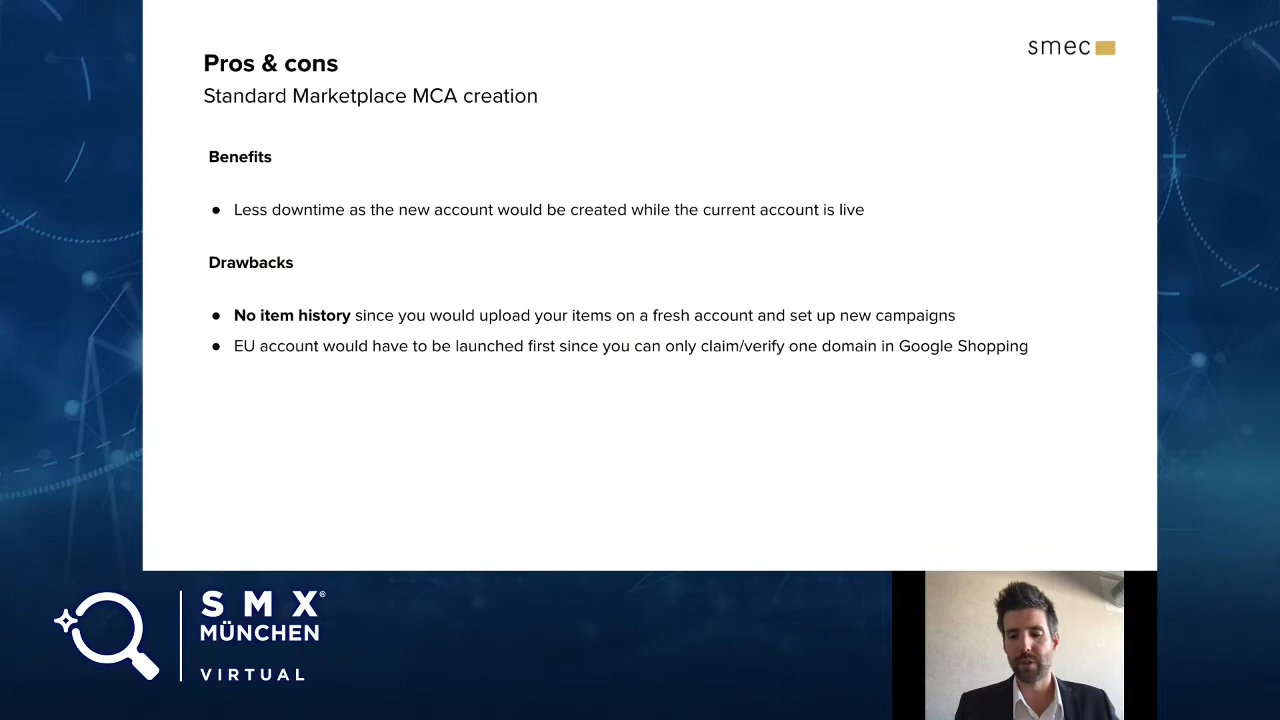 smec
Pros & cons
Standard Marketplace MCA creation
Benefits
● Less downtime as the new account would be created while the current account is live
Drawbacks
● No item history since you would upload your items on a fresh account and set up new campaigns
● EU account would have to be launched first since you can only claim/verify one domain in Google Shopping
SMX®
MÜNCHEN
VIRTUAL